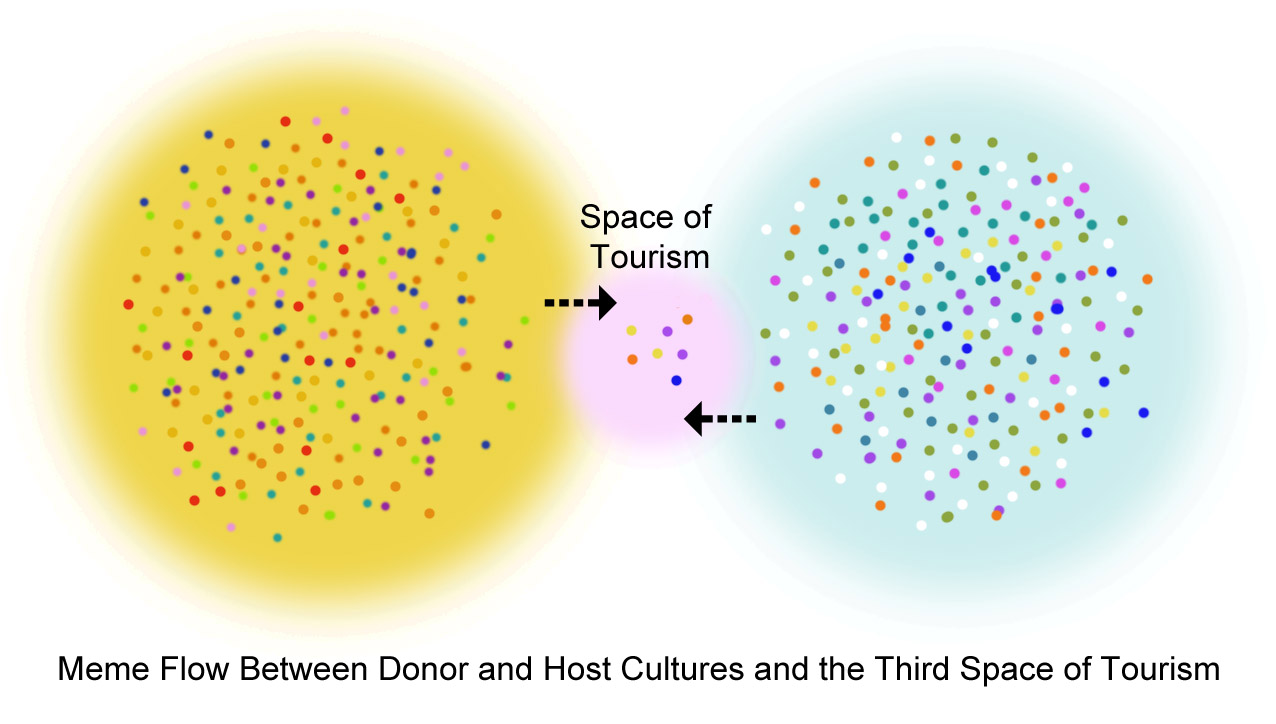 Space of
Tourism
Meme Flow Between Donor and Host Cultures and the Third Space of Tourism